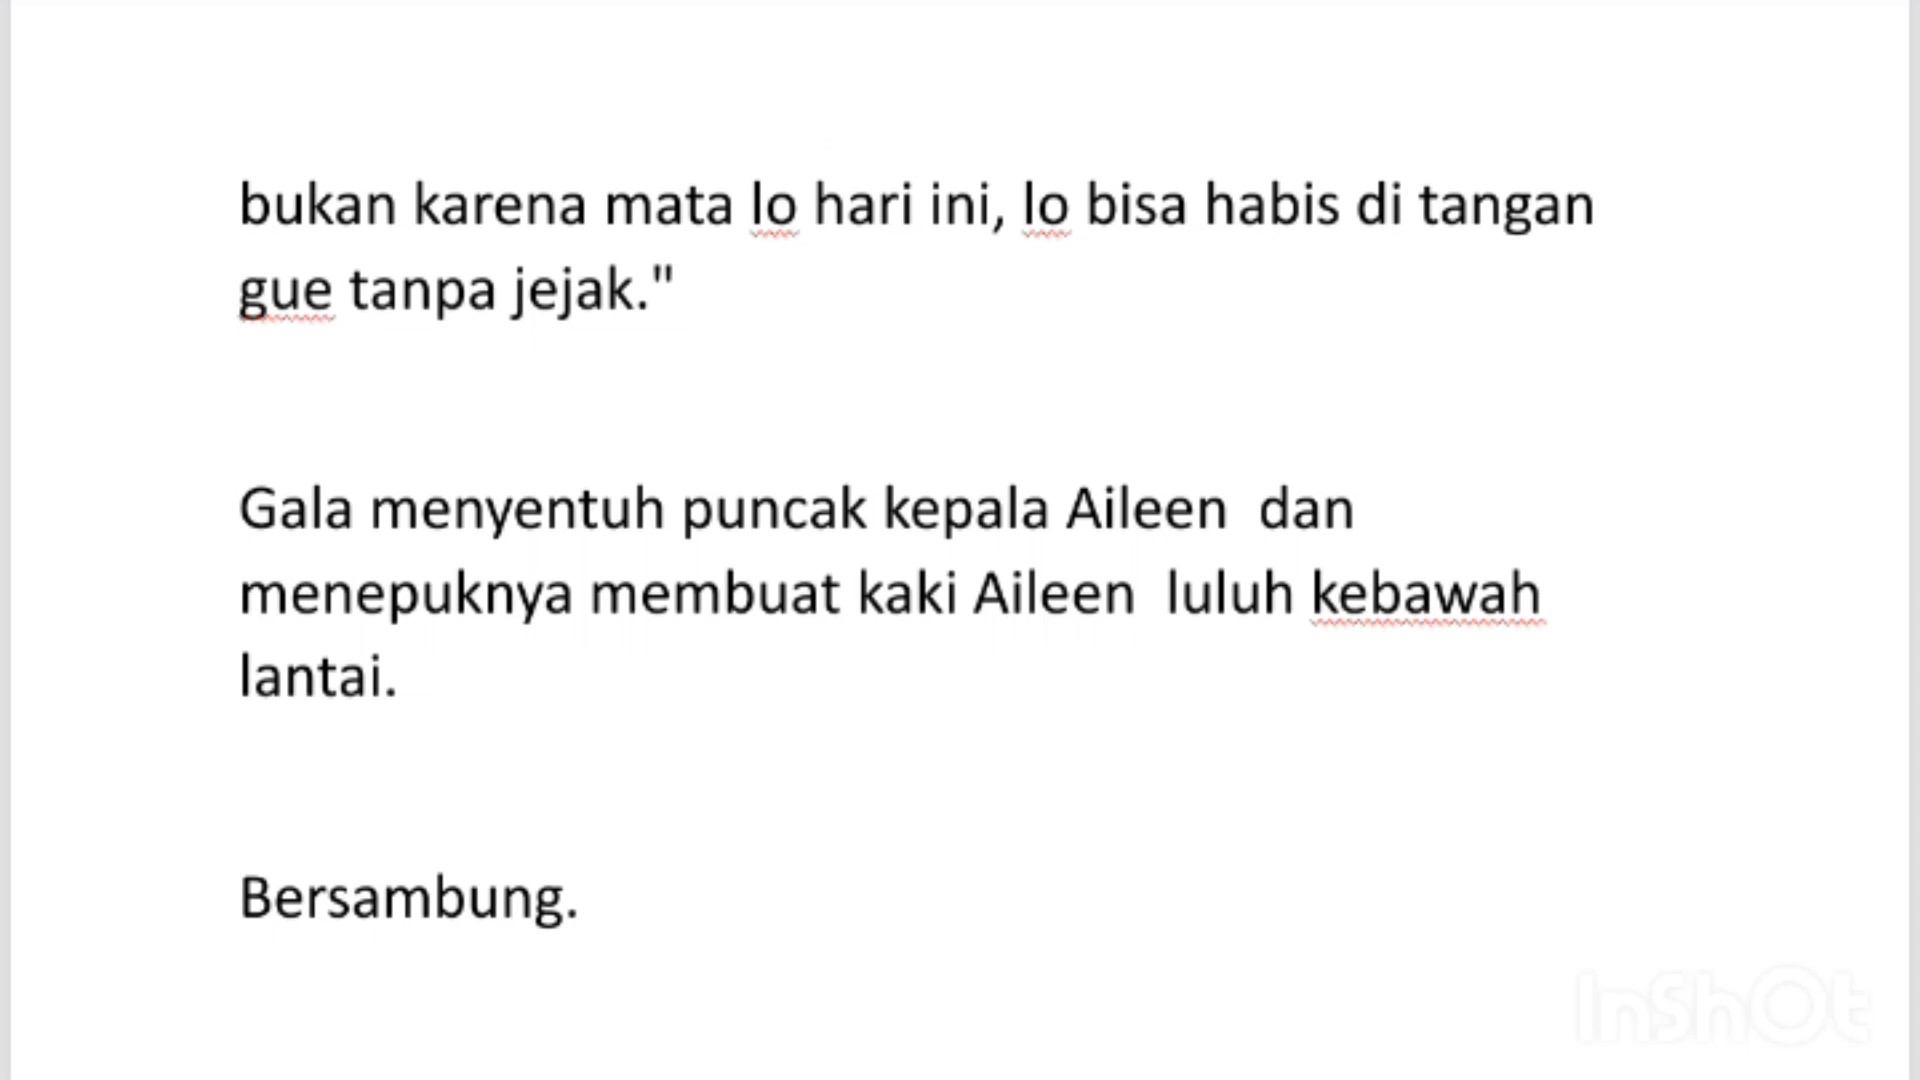 bukan karena mata lo hari ini, lo bisa habis di tangan
gue tanpa jejak."
Gala menyentuh puncak kepala Aileen  dan
menepuknya membuat kaki Aileen  luluh kebawah
lantai.
Bersambung.
InShOt